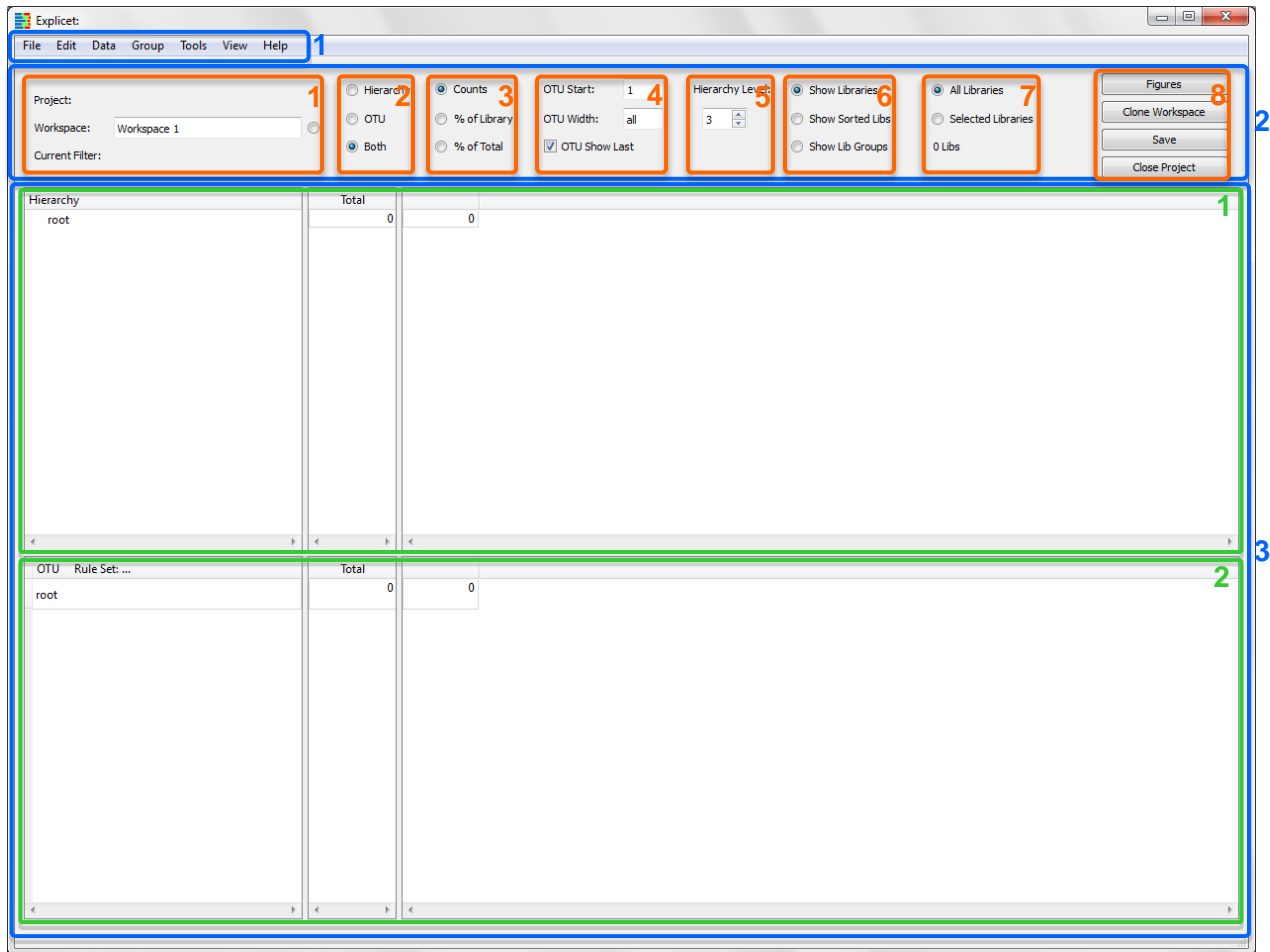 Explicet:
File Edit Data Group Tools View Help 1
Project:
Workspace: Workspace 1
Current Filter:
1
Hierarchy
OTU
Both
2
Counts
% of Library
% of Total
3
OTU Start: 1
OTU Width: all
OTU Show Last
4
Hierarchy Level:
3
5
Show Libraries
Show Sorted Libs
Show Lib Groups
6
All Libraries
Selected Libraries
0 Libs
7
Figures
Clone Workspace
Save
Close Project
8
2
Hierarchy Total
root 0 0
1
3
OTU Rule Set: ... Total
root 0 0
2